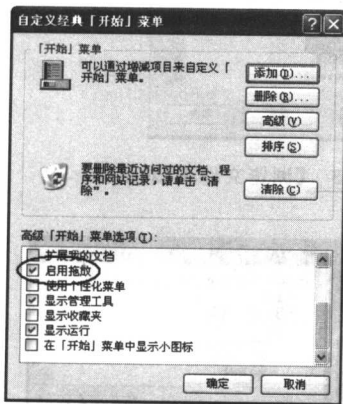 自定义经典「开始」菜单
「开始」菜单
可以通过增减项目来自定义「
开始」菜单。
添加(D)...
删除(R)...
高级(V)
排序(S)
要删除最近访问过的文档、程
序和网站记录,请单击“清
除”。
清除(C)
高级「开始」菜单选项(T):
扩展我的文档
启用拖放
使用个性化菜单
显示管理工具
显示收藏夹
显示运行
在「开始」菜单中显示小图标
确定
取消